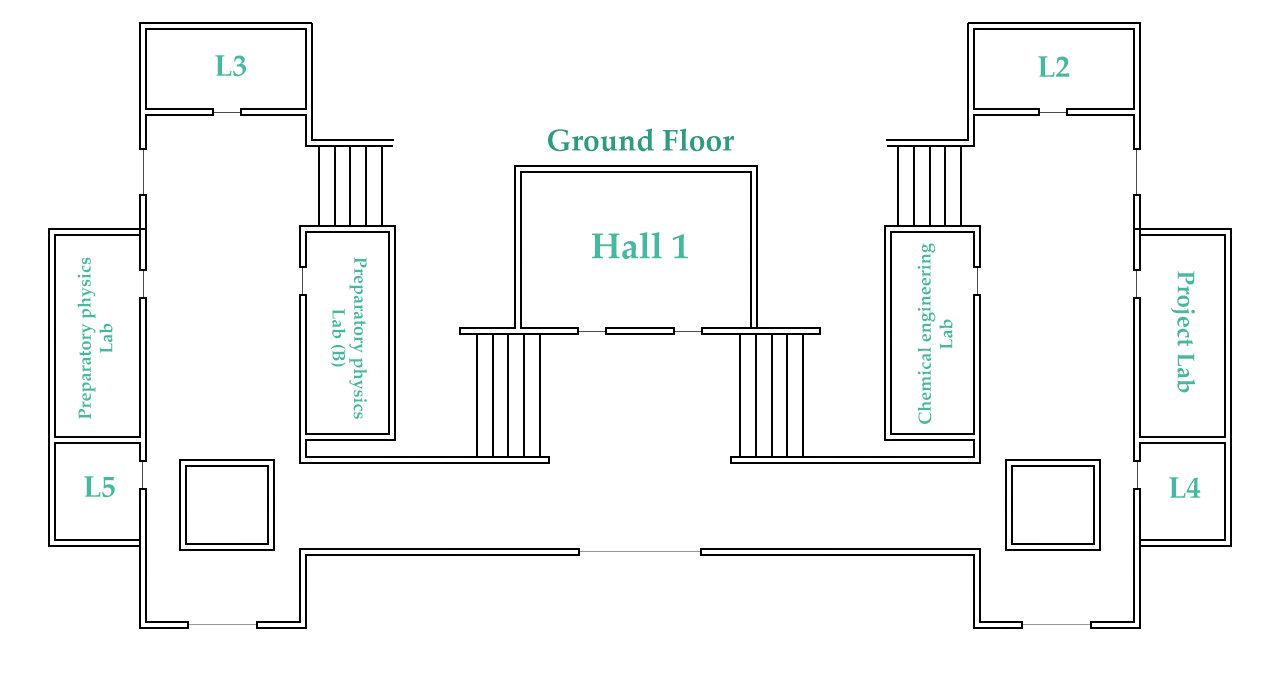 L3
L2
Ground Floor
Hall 1
Preparatory physics
Lab
Preparatory physics
Lab (B)
Chemical engineering
Lab
Project Lab
L5
L4